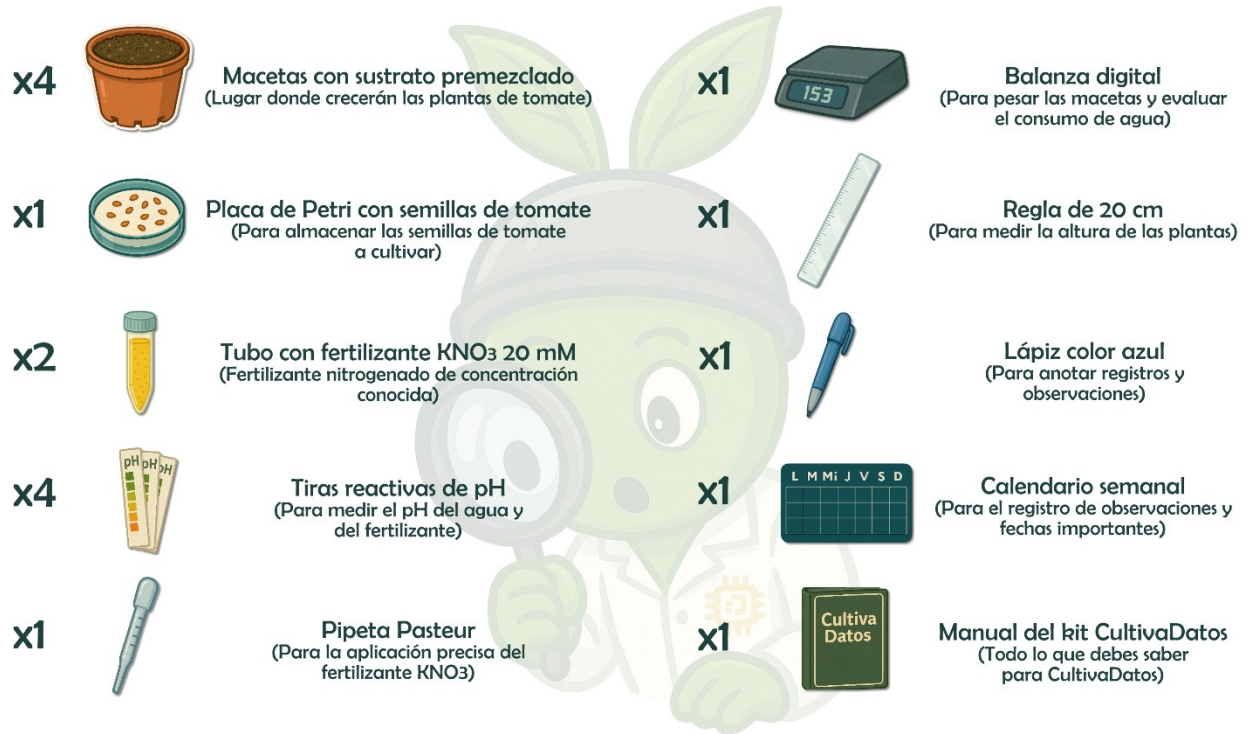 x4
Macetas con sustrato premezclado
(Lugar donde crecerán las plantas de tomate)
x1
Placa de Petri con semillas de tomate
(Para almacenar las semillas de tomate
a cultivar)
x2
Tubo con fertilizante KNO3 20 mM
(Fertilizante nitrogenado de concentración
conocida)
x4
pH pH pH
Tiras reactivas de pH
(Para medir el pH del agua y
del fertilizante)
x1
Pipeta Pasteur
(Para la aplicación precisa del
fertilizante KNO3)
x1
153
Balanza digital
(Para pesar las macetas y evaluar
el consumo de agua)
x1
Regla de 20 cm
(Para medir la altura de las plantas)
x1
Lápiz color azul
(Para anotar registros y
observaciones)
x1
L M Mi J V S D
Calendario semanal
(Para el registro de observaciones y
fechas importantes)
x1
Cultiva
Datos
Manual del kit CultivaDatos
(Todo lo que debes saber
para CultivaDatos)